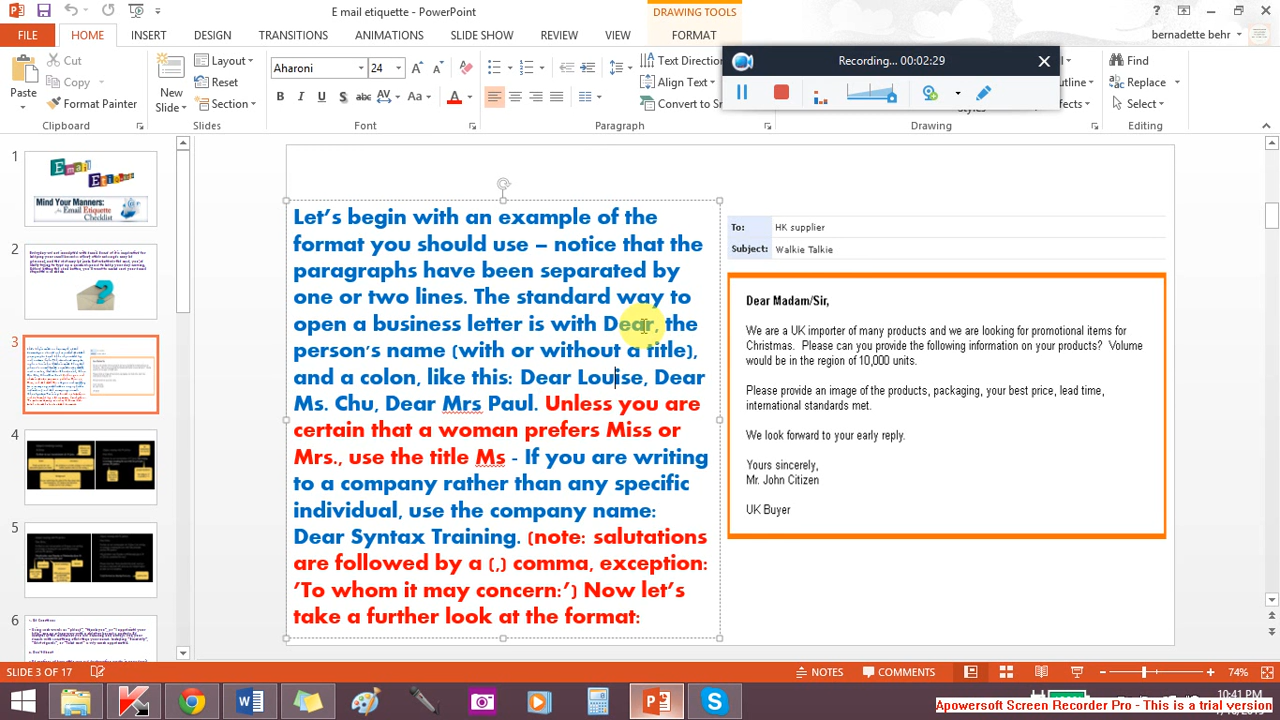 E mail etiquette - PowerPoint
DRAWING TOOLS
FILE HOME INSERT DESIGN TRANSITIONS ANIMATIONS SLIDE SHOW REVIEW VIEW FORMAT
bernadette behr
Recording... 00:02:29
Paste
Cut
Copy
Format Painter
Clipboard
New
Slide
Layout
Reset
Section
Slides
Aharoni 24
B I U S abc AV Aa A
Font
Text Direction
Align Text
Convert to Sm
Paragraph
Drawing
Find
Replace
Select
Editing
1
Email
Etiquette
Mind Your Manners:
The Email Etiquette
Checklist
2
3
4
5
6
Let's begin with an example of the
format you should use – notice that the
paragraphs have been separated by
one or two lines. The standard way to
open a business letter is with Dear, the
person's name (with or without a title),
and a colon, like this: Dear Louise, Dear
Ms. Chu, Dear Mrs Paul. Unless you are
certain that a woman prefers Miss or
Mrs., use the title Ms - If you are writing
to a company rather than any specific
individual, use the company name:
Dear Syntax Training. (note: salutations
are followed by a (,) comma, exception:
'To whom it may concern:') Now let's
take a further look at the format:
To: HK supplier
Subject: Walkie Talkie
Dear Madam/Sir,
We are a UK importer of many products and we are looking for promotional items for
Christmas. Please can you provide the following information on your products? Volume
would be in the region of 10,000 units.
Please provide an image of the products, packaging, your best price, lead time,
international standards met.
We look forward to your early reply.
Yours sincerely,
Mr. John Citizen
UK Buyer
SLIDE 3 OF 17
NOTES
COMMENTS
74%
10:41 PM
Apowersoft Screen Recorder Pro - This is a trial version